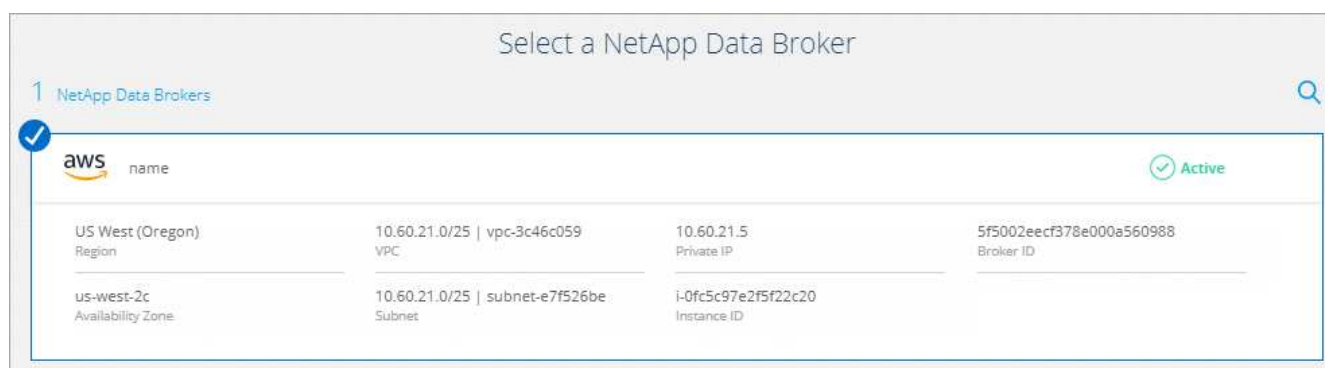 Select a NetApp Data Broker
1 NetApp Data Brokers
aws name
Active
US West (Oregon)
Region
10.60.21.0/25 | vpc-3c46c059
VPC
10.60.21.5
Private IP
5f5002eecf378e000a560988
Broker ID
us-west-2c
Availability Zone
10.60.21.0/25 | subnet-e7f526be
Subnet
i-0fc5c97e2f5f22c20
Instance ID